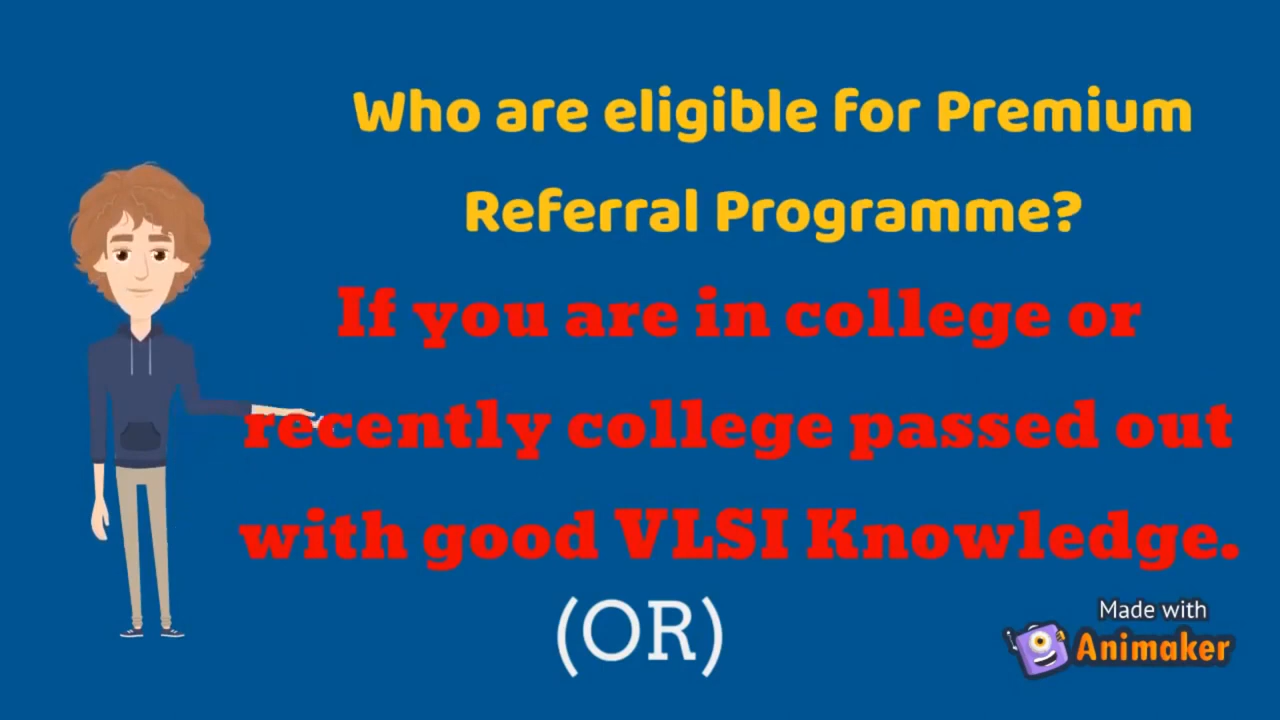 Who are eligible for Premium
Referral Programme?
If you are in college or
recently college passed out
with good VLSI Knowledge.
(OR)
Made with
Animaker